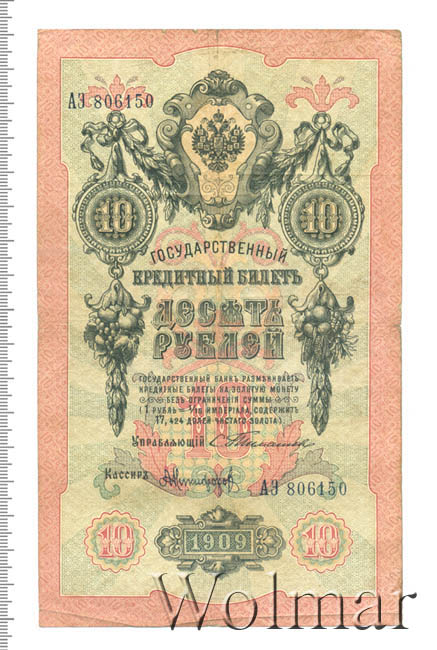 АЭ 806150
10 10
ГОСУДАРСТВЕННЫЙ
КРЕДИТНЫЙ БИЛЕТЪ
ДЕСЯТЬ
РУБЛЕЙ
ГОСУДАРСТВЕННЫЙ БАНКЪ РАЗМѢНИВАЕТЪ
КРЕДИТНЫЕ БИЛЕТЫ НА ЗОЛОТУЮ МОНЕТУ
БЕЗЪ ОГРАНИЧЕНІЯ СУММЫ
(1 РУБЛЬ = 1/15 ИМПЕРІАЛА, СОДЕРЖИТЪ
17,424 ДОЛЕЙ ЧИСТАГО ЗОЛОТА).
10
УПРАВЛЯЮЩІЙ
КАССИРЪ
АЭ 806150
10 1909 10
Wolmar